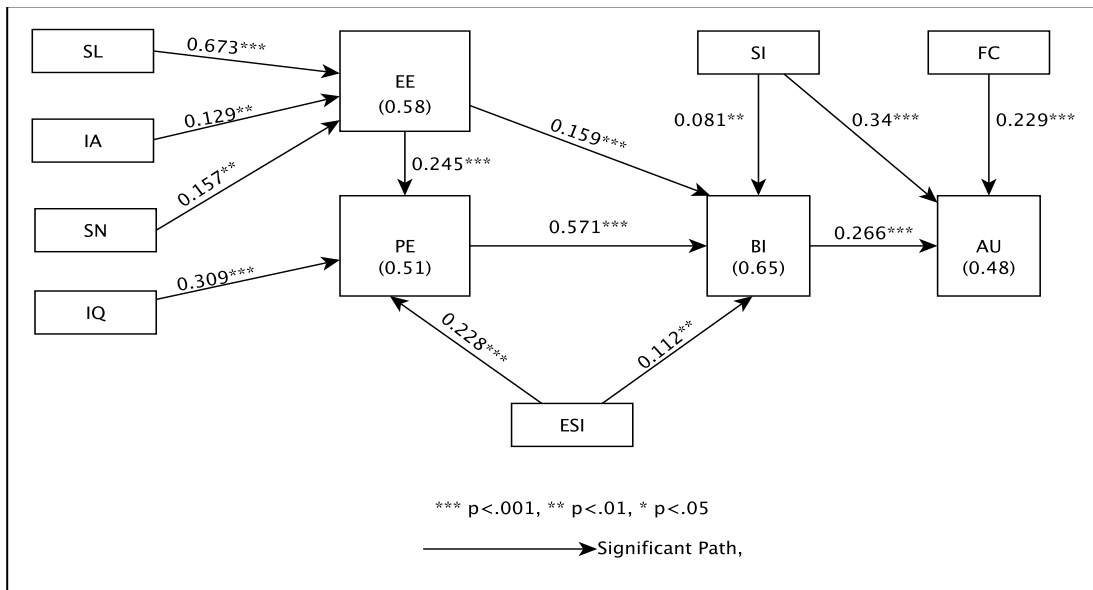 SL
0.673***
EE
(0.58)
SI
FC
IA
0.129**
0.081**
0.34***
0.229***
0.159***
0.157**
0.245***
SN
PE
(0.51)
0.571***
BI
(0.65)
0.266***
AU
(0.48)
IQ
0.309***
0.228***
0.112**
ESI
*** p<.001, ** p<.01, * p<.05
Significant Path,